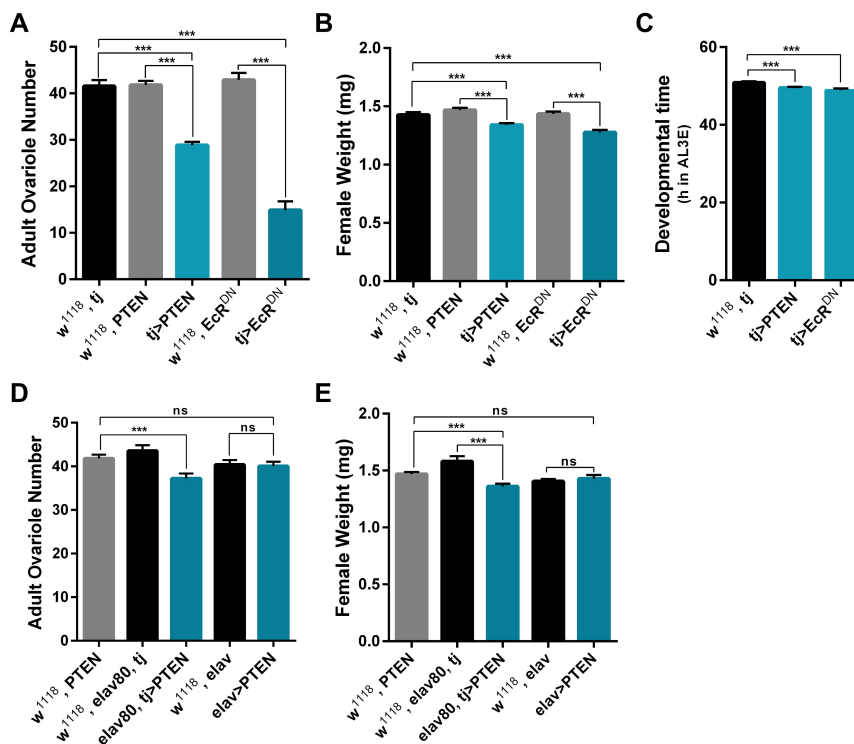 A
Adult Ovariole Number
50
40
30
20
10
0
***
***
***
***
w1118, tj
w1118, PTEN
tj>PTEN
w1118, EcRDN
tj>EcRDN
B
Female Weight (mg)
2.0
1.5
1.0
0.5
0.0
***
***
***
***
w1118, tj
w1118, PTEN
tj>PTEN
w1118, EcRDN
tj>EcRDN
C
Developmental time
(h in AL3E)
60
40
20
0
***
***
w1118, tj
tj>PTEN
tj>EcRDN
D
Adult Ovariole Number
50
40
30
20
10
0
ns
***
ns
w1118, PTEN
w1118, elav80, tj
elav80, tj>PTEN
w1118, elav
elav>PTEN
E
Female Weight (mg)
2.0
1.5
1.0
0.5
0.0
ns
***
***
ns
w1118, PTEN
w1118, elav80, tj
elav80, tj>PTEN
w1118, elav
elav>PTEN